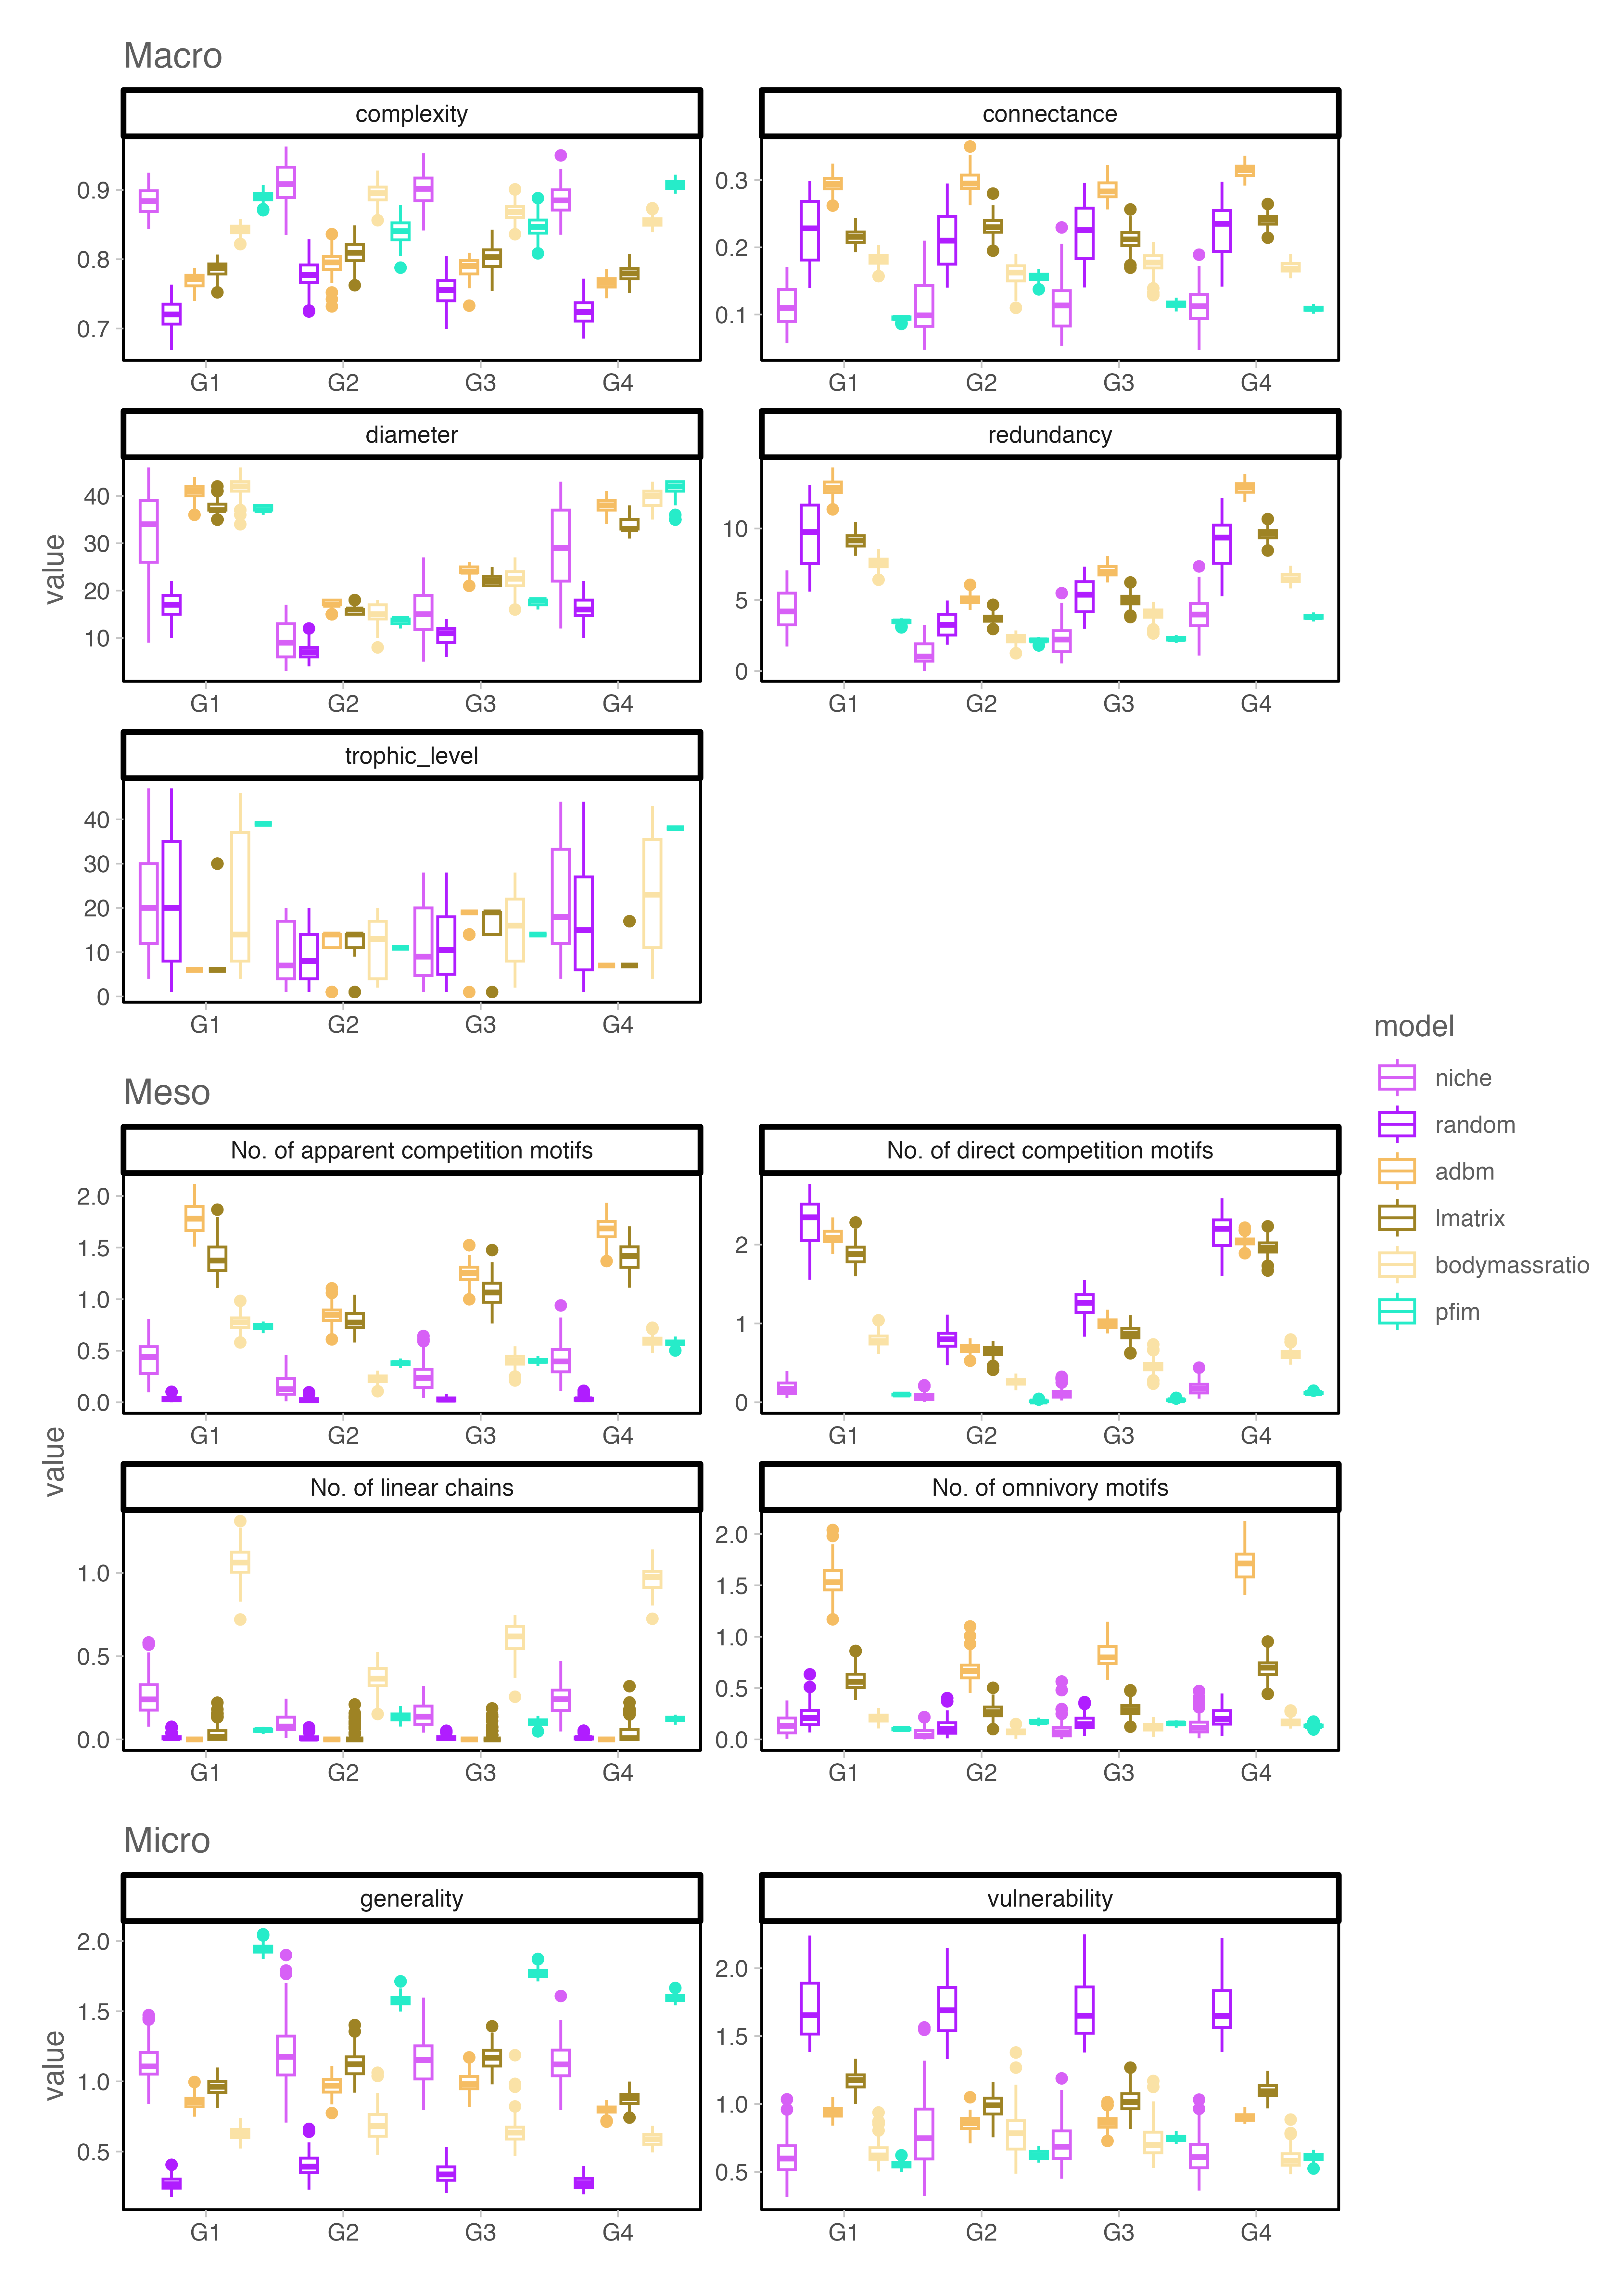 Macro
complexity
connectance
0.9
0.8
0.7
0.3
0.2
0.1
G1 G2 G3 G4
G1 G2 G3 G4
diameter
redundancy
value
40
30
20
10
10
5
0
G1 G2 G3 G4
G1 G2 G3 G4
trophic_level
40
30
20
10
0
G1 G2 G3 G4
model
niche
random
adbm
lmatrix
bodymassratio
pfim
Meso
No. of apparent competition motifs
No. of direct competition motifs
2.0
1.5
1.0
0.5
0.0
2
1
0
G1 G2 G3 G4
G1 G2 G3 G4
value
No. of linear chains
No. of omnivory motifs
1.0
0.5
0.0
2.0
1.5
1.0
0.5
0.0
G1 G2 G3 G4
G1 G2 G3 G4
Micro
generality
vulnerability
value
2.0
1.5
1.0
0.5
2.0
1.5
1.0
0.5
G1 G2 G3 G4
G1 G2 G3 G4